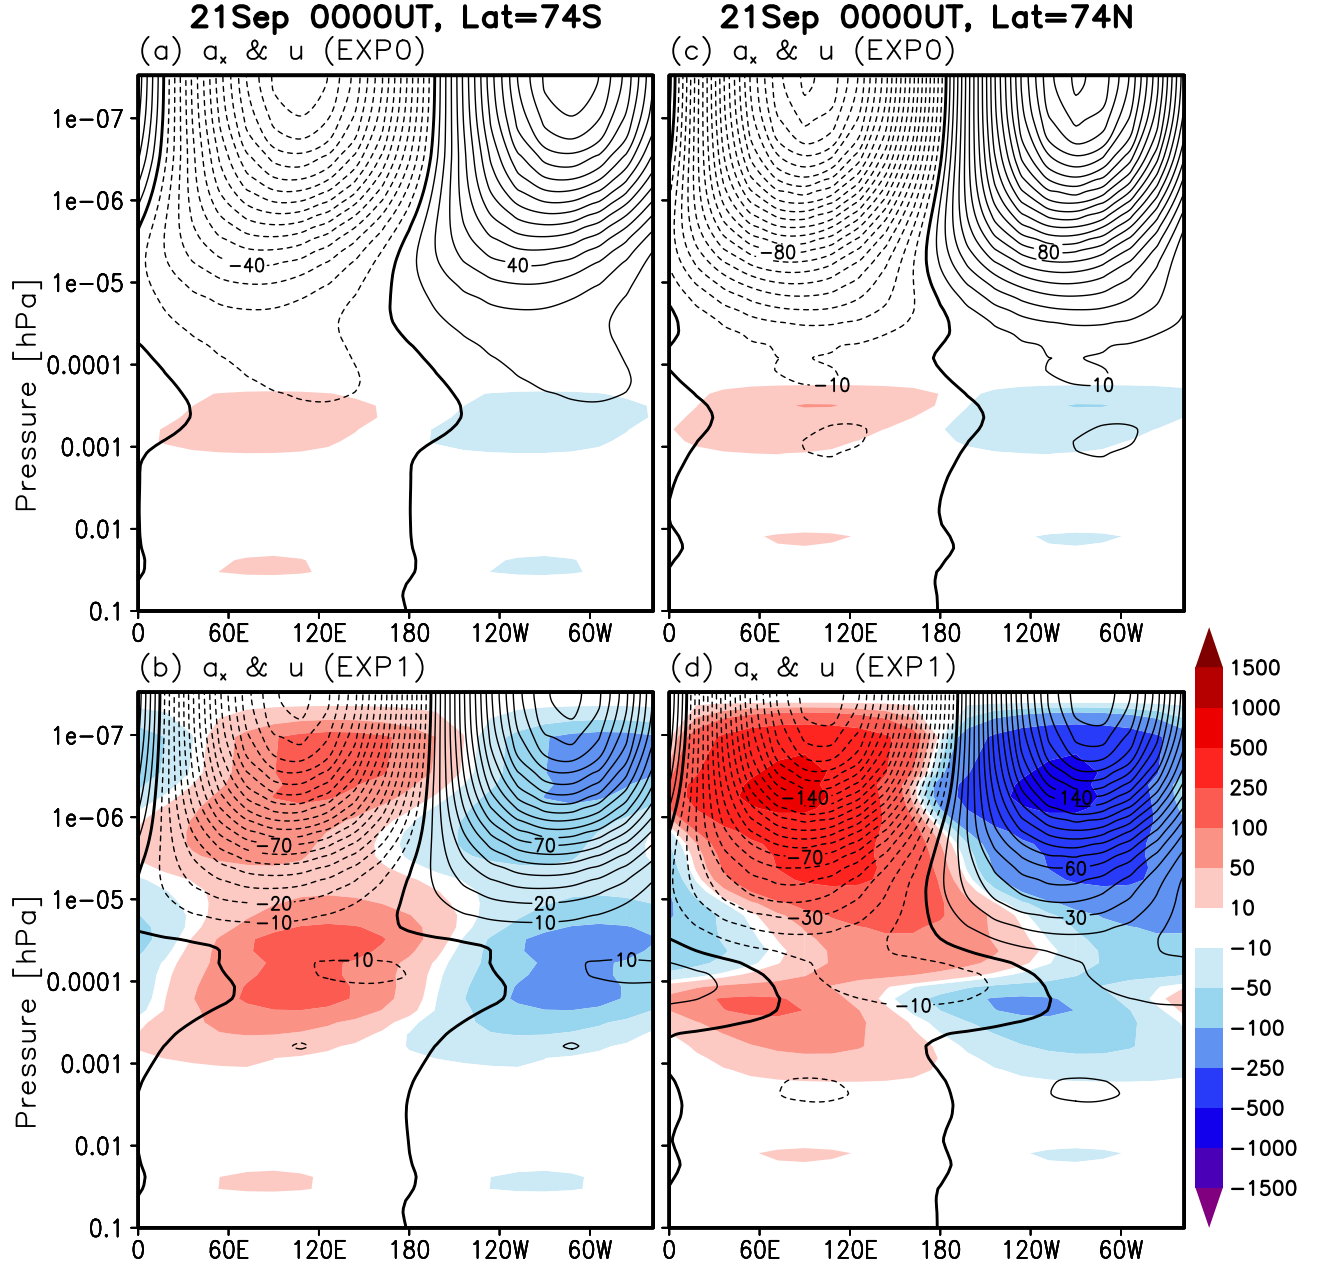 21Sep 0000UT, Lat=74S
21Sep 0000UT, Lat=74N
(a) aₓ & u (EXP0)
(c) aₓ & u (EXP0)
Pressure [hPa]
1e-07
1e-06
1e-05
0.0001
0.001
0.01
0.1
-40
40
-80
80
-10
10
0 60E 120E 180 120W 60W
0 60E 120E 180 120W 60W
(b) aₓ & u (EXP1)
(d) aₓ & u (EXP1)
Pressure [hPa]
1e-07
1e-06
1e-05
0.0001
0.001
0.01
0.1
-70
-20
-10
-10
70
20
10
10
-140
-70
-30
-10
140
60
30
0 60E 120E 180 120W 60W
0 60E 120E 180 120W 60W
1500
1000
500
250
100
50
10
-10
-50
-100
-250
-500
-1000
-1500